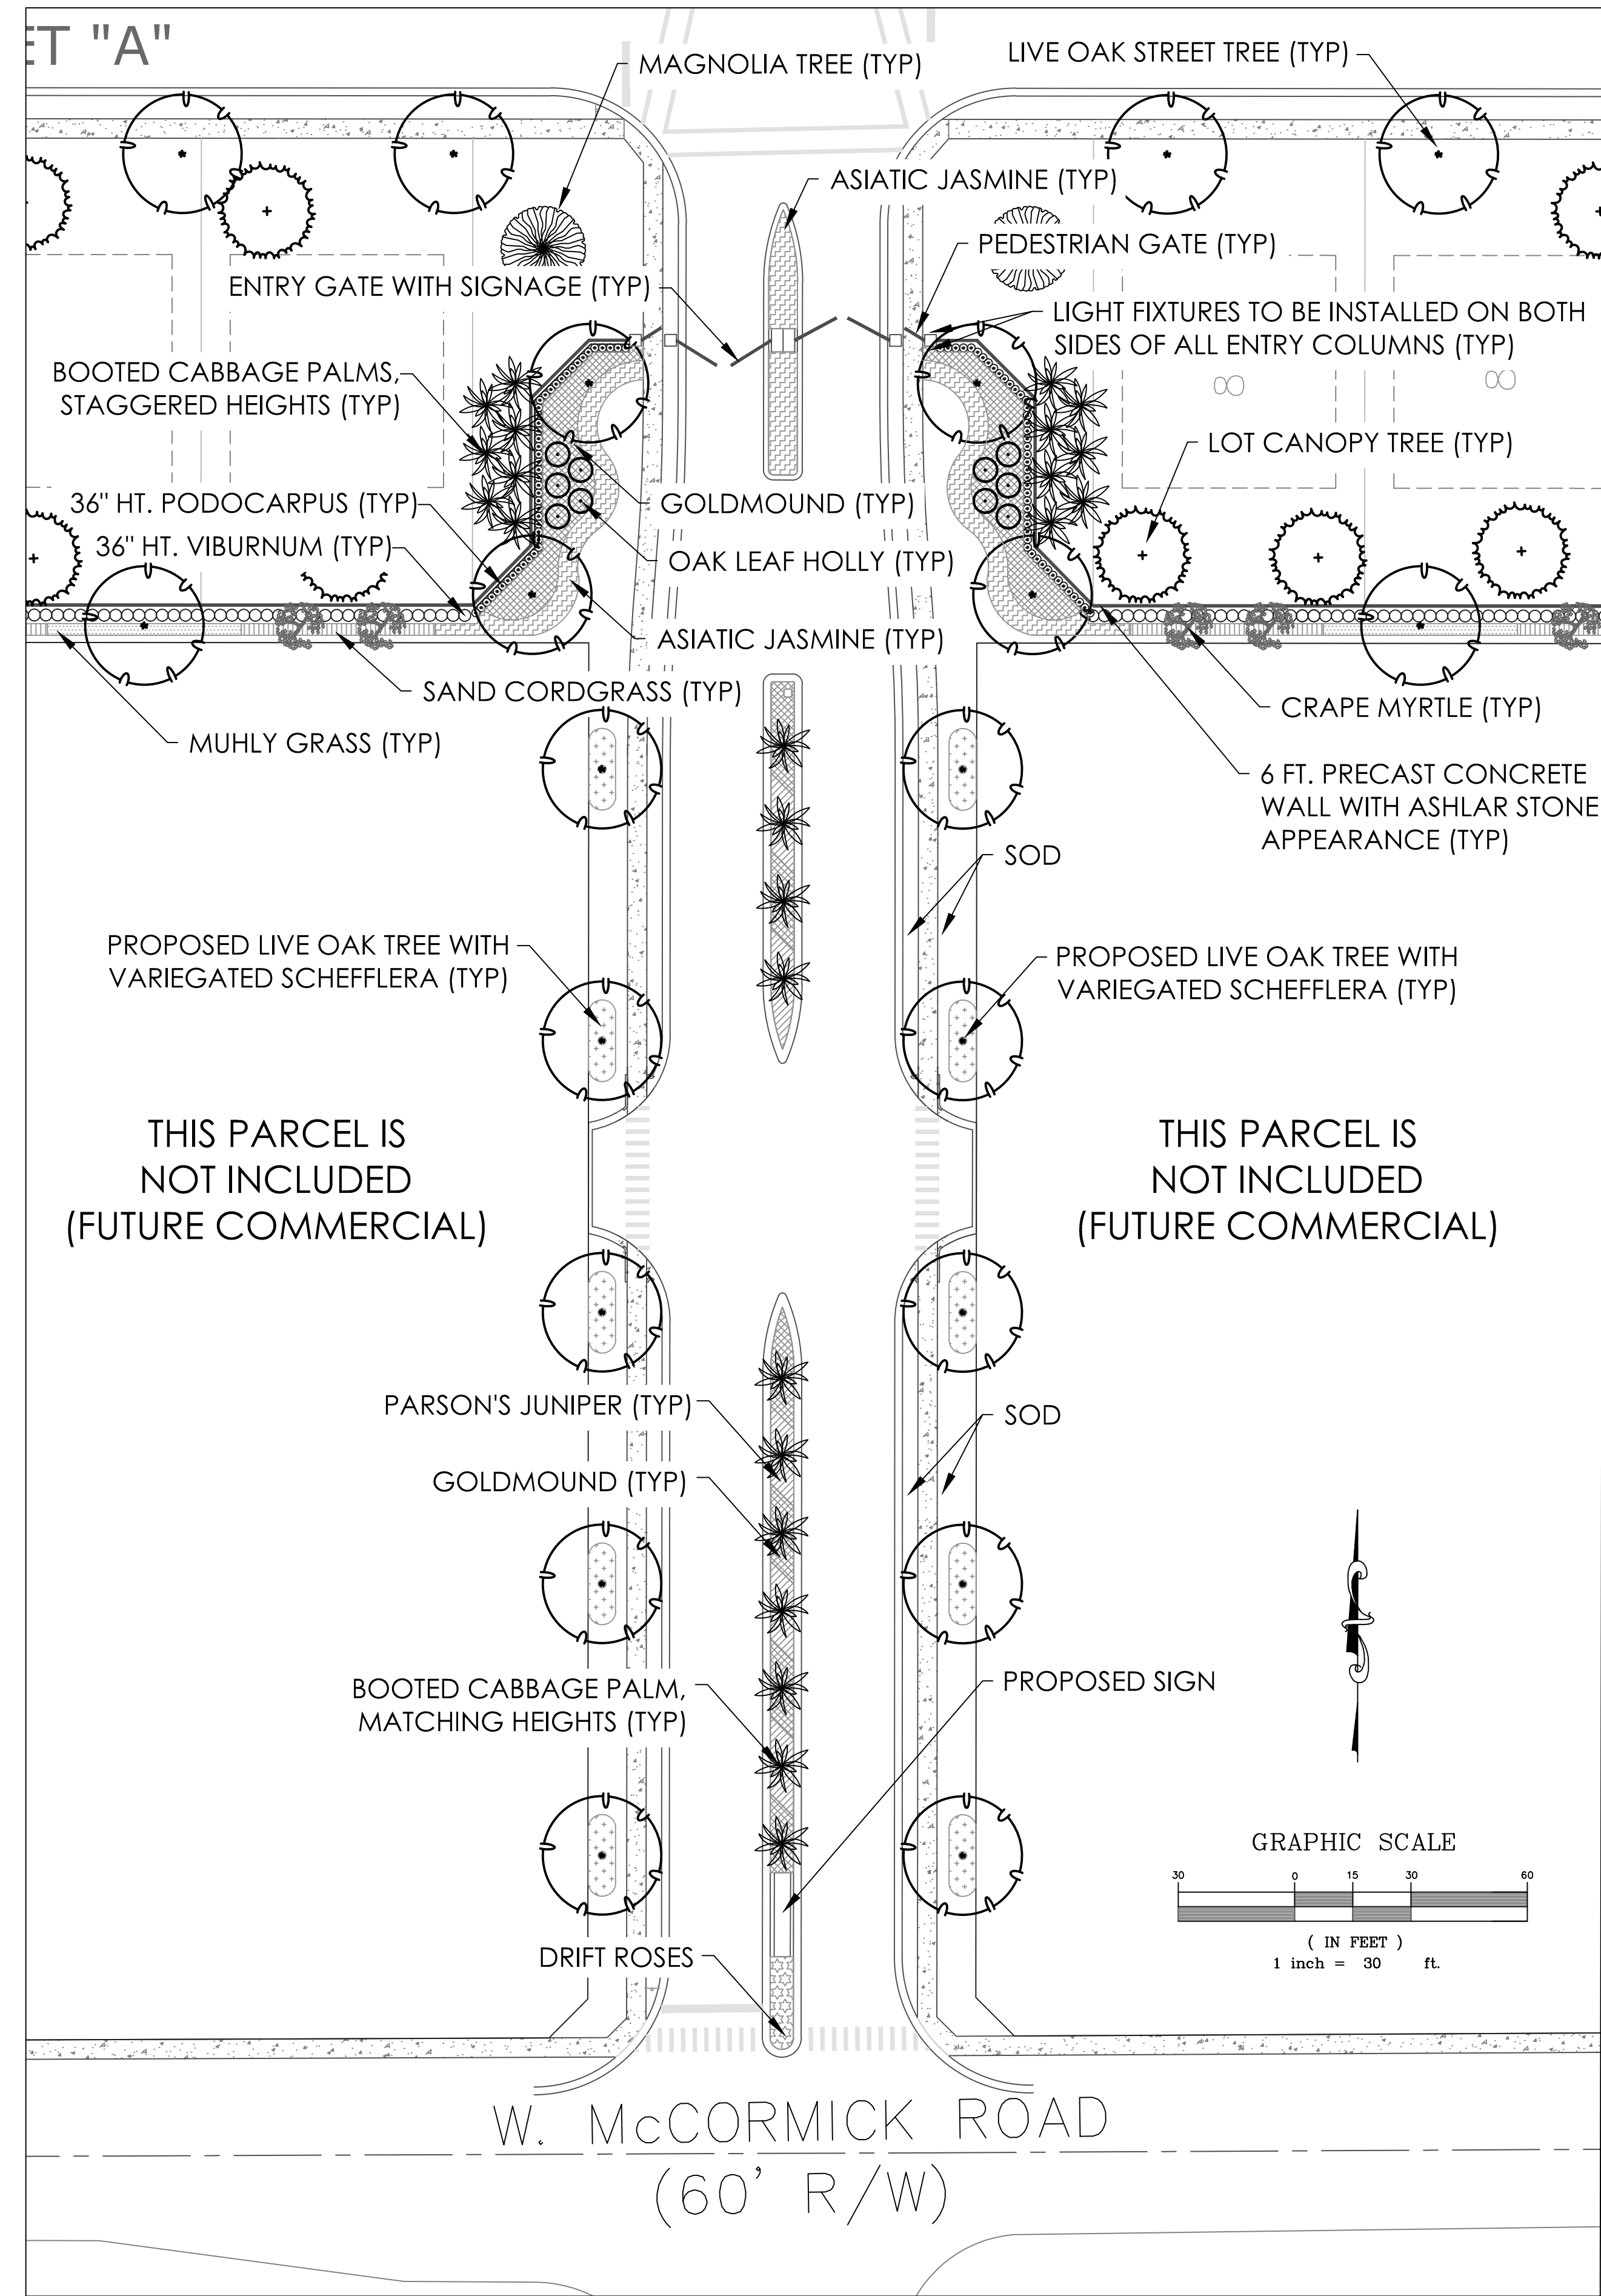 ET "A"
MAGNOLIA TREE (TYP)
LIVE OAK STREET TREE (TYP)
ASIATIC JASMINE (TYP)
PEDESTRIAN GATE (TYP)
ENTRY GATE WITH SIGNAGE (TYP)
LIGHT FIXTURES TO BE INSTALLED ON BOTH
SIDES OF ALL ENTRY COLUMNS (TYP)
BOOTED CABBAGE PALMS,
STAGGERED HEIGHTS (TYP)
8
8
LOT CANOPY TREE (TYP)
36" HT. PODOCARPUS (TYP)
GOLDMOUND (TYP)
36" HT. VIBURNUM (TYP)
OAK LEAF HOLLY (TYP)
ASIATIC JASMINE (TYP)
SAND CORDGRASS (TYP)
CRAPE MYRTLE (TYP)
MUHLY GRASS (TYP)
6 FT. PRECAST CONCRETE
WALL WITH ASHLAR STONE
APPEARANCE (TYP)
SOD
PROPOSED LIVE OAK TREE WITH
VARIEGATED SCHEFFLERA (TYP)
PROPOSED LIVE OAK TREE WITH
VARIEGATED SCHEFFLERA (TYP)
THIS PARCEL IS
NOT INCLUDED
(FUTURE COMMERCIAL)
THIS PARCEL IS
NOT INCLUDED
(FUTURE COMMERCIAL)
PARSON'S JUNIPER (TYP)
SOD
GOLDMOUND (TYP)
BOOTED CABBAGE PALM,
MATCHING HEIGHTS (TYP)
PROPOSED SIGN
GRAPHIC SCALE
30 0 15 30 60
( IN FEET )
1 inch = 30 ft.
DRIFT ROSES
W. McCORMICK ROAD
(60' R/W)